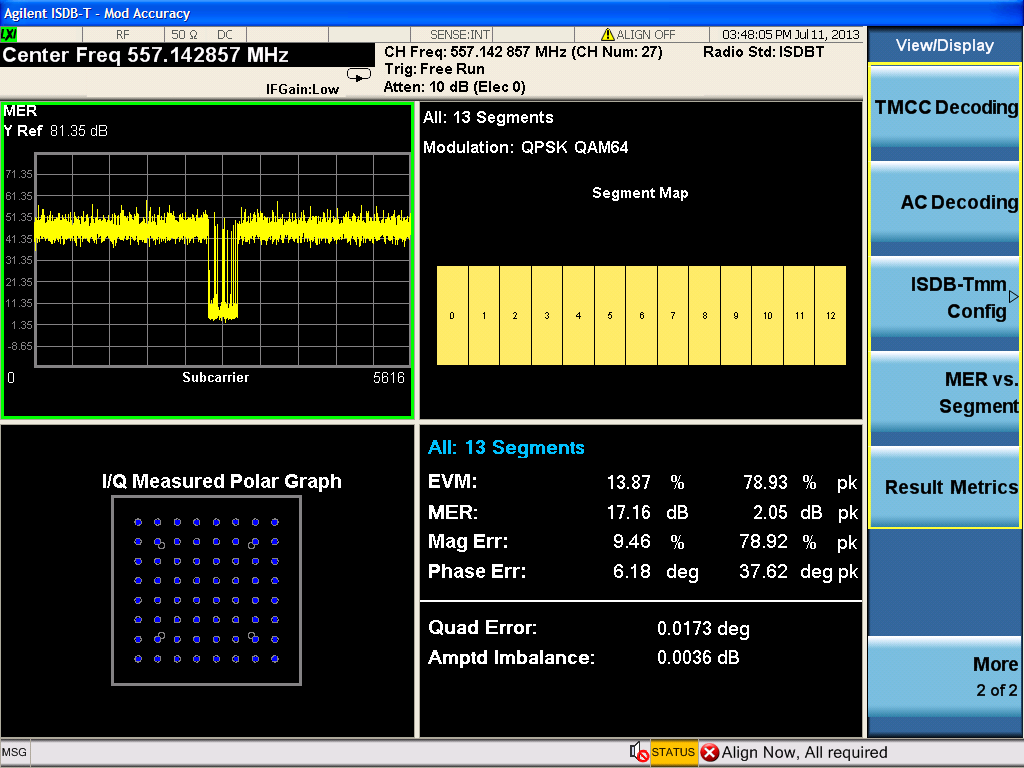 Agilent ISDB-T - Mod Accuracy
LXI RF 50 Ω DC SENSE:INT ALIGN OFF 03:48:05 PM Jul 11, 2013
Center Freq 557.142857 MHz
IFGain:Low
CH Freq: 557.142 857 MHz (CH Num: 27) Radio Std: ISDBT
Trig: Free Run
Atten: 10 dB (Elec 0)
MER
Y Ref 81.35 dB
71.35
61.35
51.35
41.35
31.35
21.35
11.35
1.35
-8.65
0 Subcarrier 5616
All: 13 Segments
Modulation: QPSK QAM64
Segment Map
0 1 2 3 4 5 6 7 8 9 10 11 12
I/Q Measured Polar Graph
All: 13 Segments
EVM: 13.87 % 78.93 % pk
MER: 17.16 dB 2.05 dB pk
Mag Err: 9.46 % 78.92 % pk
Phase Err: 6.18 deg 37.62 deg pk
Quad Error: 0.0173 deg
Amptd Imbalance: 0.0036 dB
View/Display
TMCC Decoding
AC Decoding
ISDB-Tmm
Config
MER vs.
Segment
Result Metrics
More
2 of 2
MSG STATUS Align Now, All required